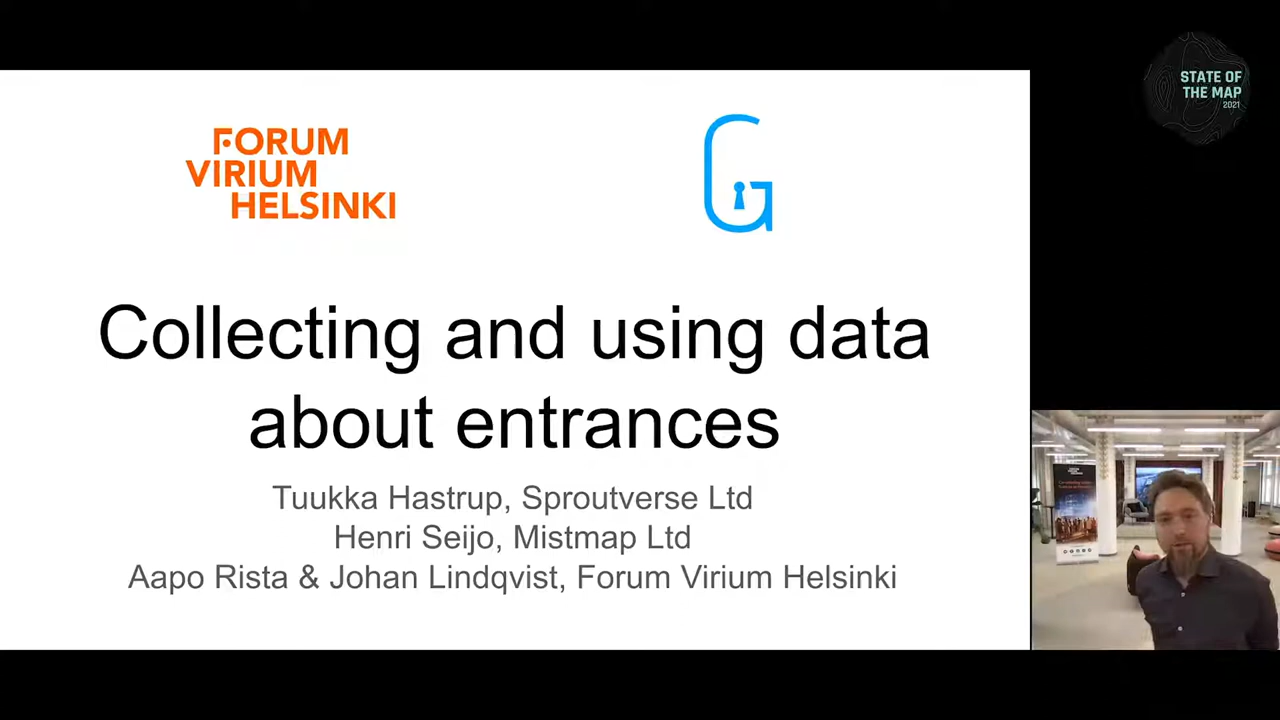 STATE OF
THE MAP
2021
FORUM
VIRIUM
HELSINKI
G
Collecting and using data
about entrances
Tuukka Hastrup, Sproutverse Ltd
Henri Seijo, Mistmap Ltd
Aapo Rista & Johan Lindqvist, Forum Virium Helsinki